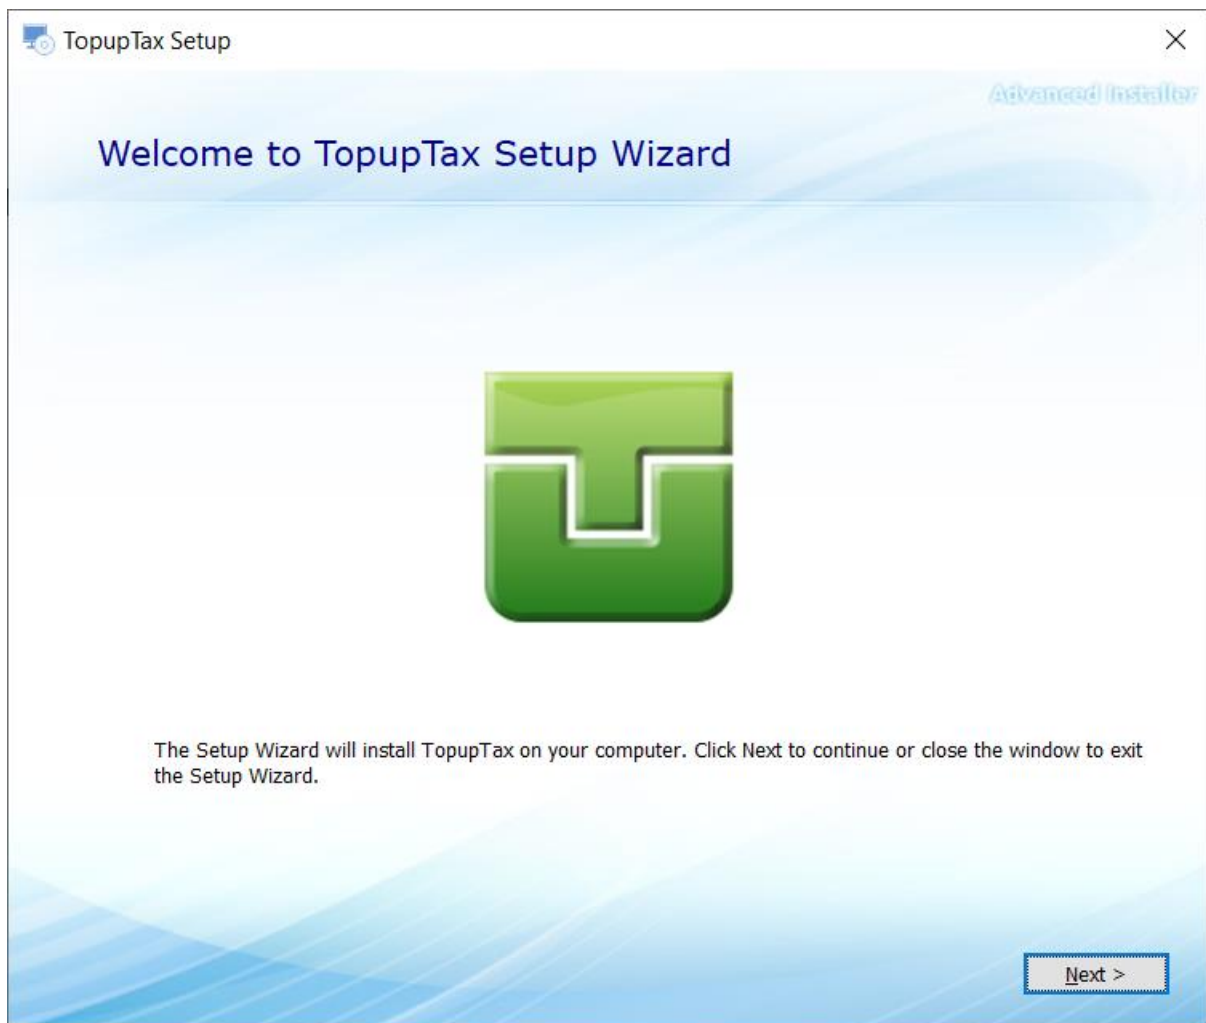 TopupTax Setup
Advanced Installer
Welcome to TopupTax Setup Wizard
The Setup Wizard will install TopupTax on your computer. Click Next to continue or close the window to exit
the Setup Wizard.
Next >